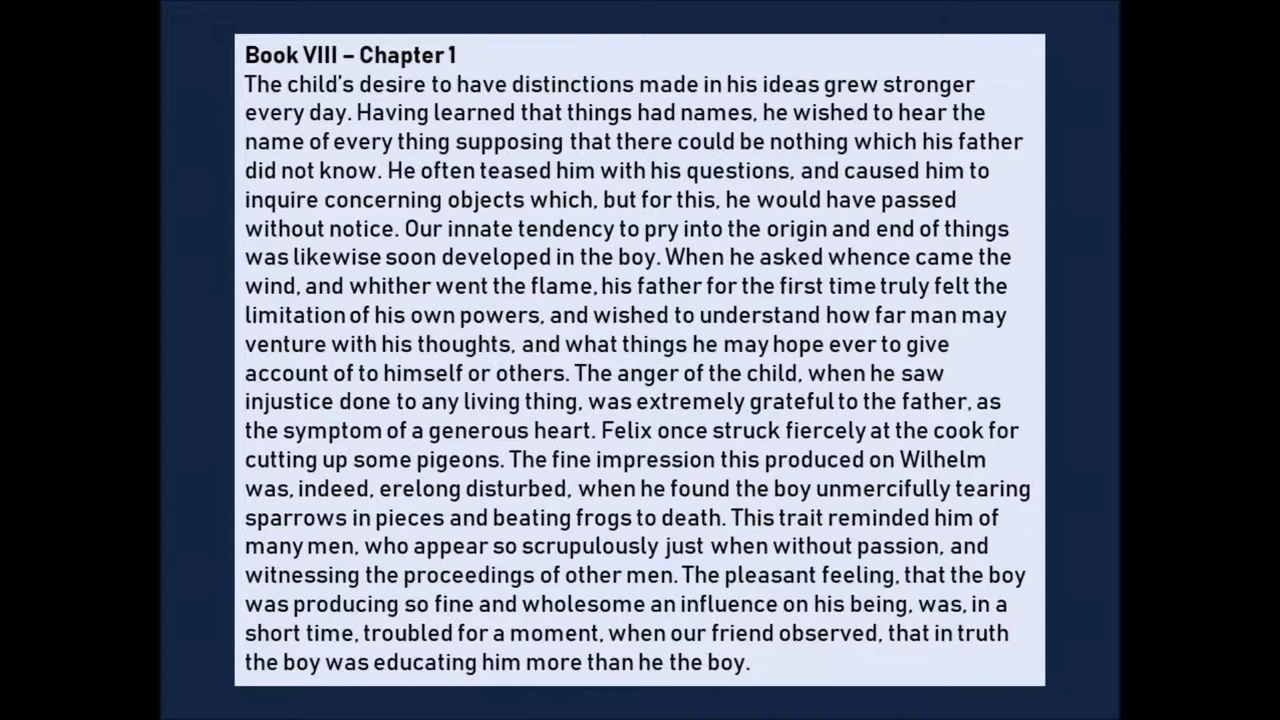 Book VIII – Chapter 1
The child's desire to have distinctions made in his ideas grew stronger
every day. Having learned that things had names, he wished to hear the
name of every thing supposing that there could be nothing which his father
did not know. He often teased him with his questions, and caused him to
inquire concerning objects which, but for this, he would have passed
without notice. Our innate tendency to pry into the origin and end of things
was likewise soon developed in the boy. When he asked whence came the
wind, and whither went the flame, his father for the first time truly felt the
limitation of his own powers, and wished to understand how far man may
venture with his thoughts, and what things he may hope ever to give
account of to himself or others. The anger of the child, when he saw
injustice done to any living thing, was extremely grateful to the father, as
the symptom of a generous heart. Felix once struck fiercely at the cook for
cutting up some pigeons. The fine impression this produced on Wilhelm
was, indeed, erelong disturbed, when he found the boy unmercifully tearing
sparrows in pieces and beating frogs to death. This trait reminded him of
many men, who appear so scrupulously just when without passion, and
witnessing the proceedings of other men. The pleasant feeling, that the boy
was producing so fine and wholesome an influence on his being, was, in a
short time, troubled for a moment, when our friend observed, that in truth
the boy was educating him more than he the boy.